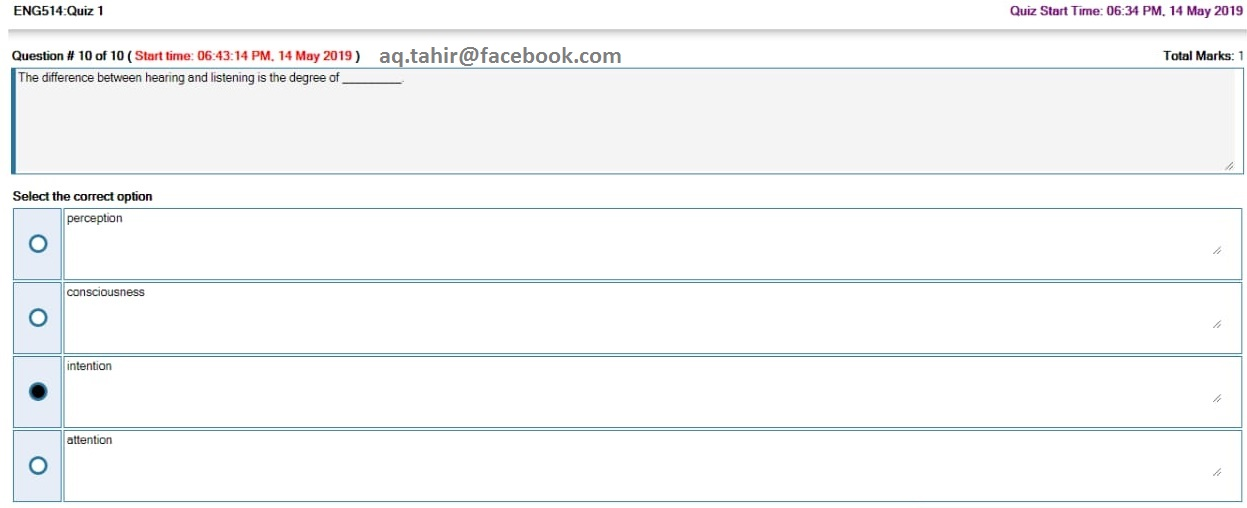 ENG514:Quiz 1 Quiz Start Time: 06:34 PM, 14 May 2019
Question # 10 of 10 ( Start time: 06:43:14 PM, 14 May 2019 ) aq.tahir@facebook.com Total Marks: 1
The difference between hearing and listening is the degree of _________.
Select the correct option
perception
consciousness
intention
attention